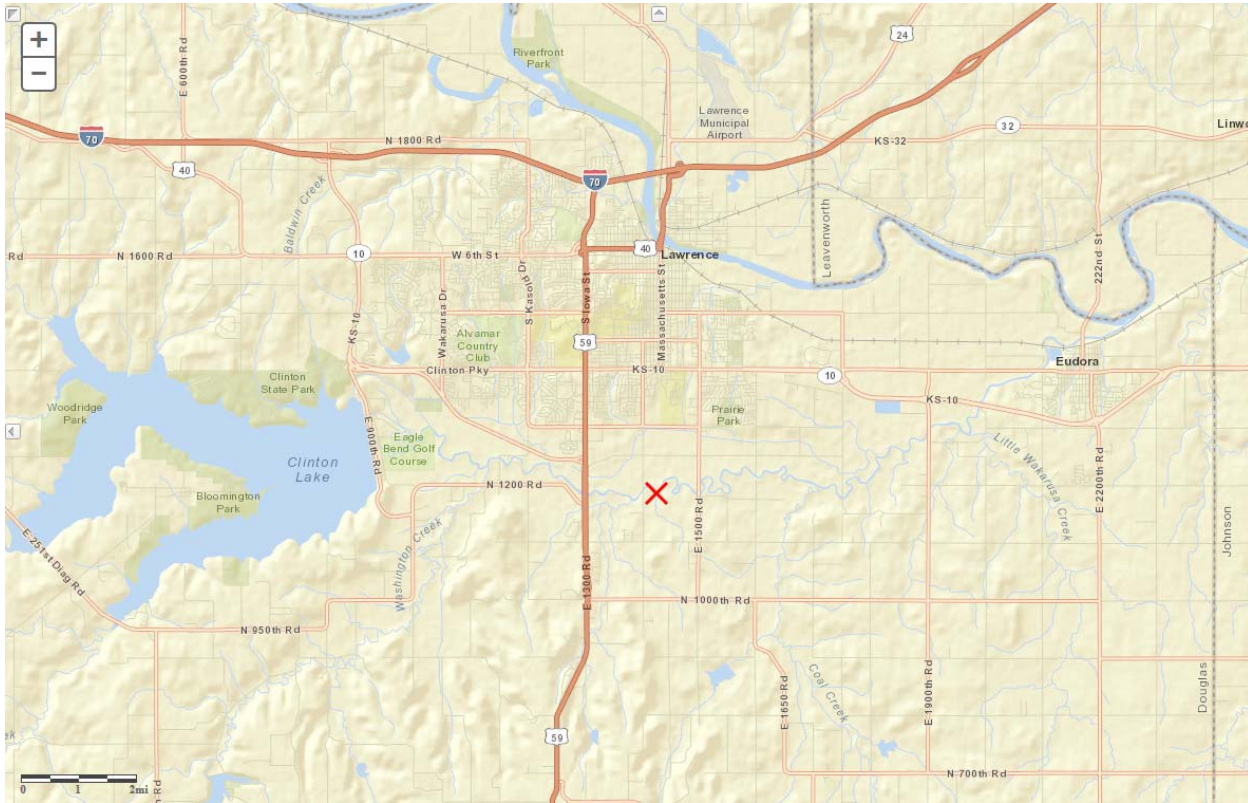 +
−
E 600th Rd
Riverfront
Park
24
Lawrence
Municipal
Airport
70
N 1800 Rd
KS-32
32
Linwo
40
Baldwin Creek
70
Leavenworth
222nd St
Rd
N 1600 Rd
10
W 6th St
40
Lawrence
S Kasold Dr
S Iowa St
Massachusetts St
KS-10
Wakarusa Dr
Alvamar
Country
Club
59
Clinton Pky
KS-10
10
Eudora
KS-10
Clinton
State Park
Woodridge
Park
E 900th Rd
Prairie
Park
Eagle
Bend Golf
Course
Little Wakarusa Creek
Clinton
Lake
N 1200 Rd
Bloomington
Park
E 2200th Rd
E 1500 Rd
Johnson
E 251st Diag Rd
Washington Creek
E 1300 Rd
N 1000th Rd
N 950th Rd
E 1650 Rd
Coal Creek
E 1900th Rd
Douglas
59
ek
th Rd
N 700th Rd
0 1 2mi